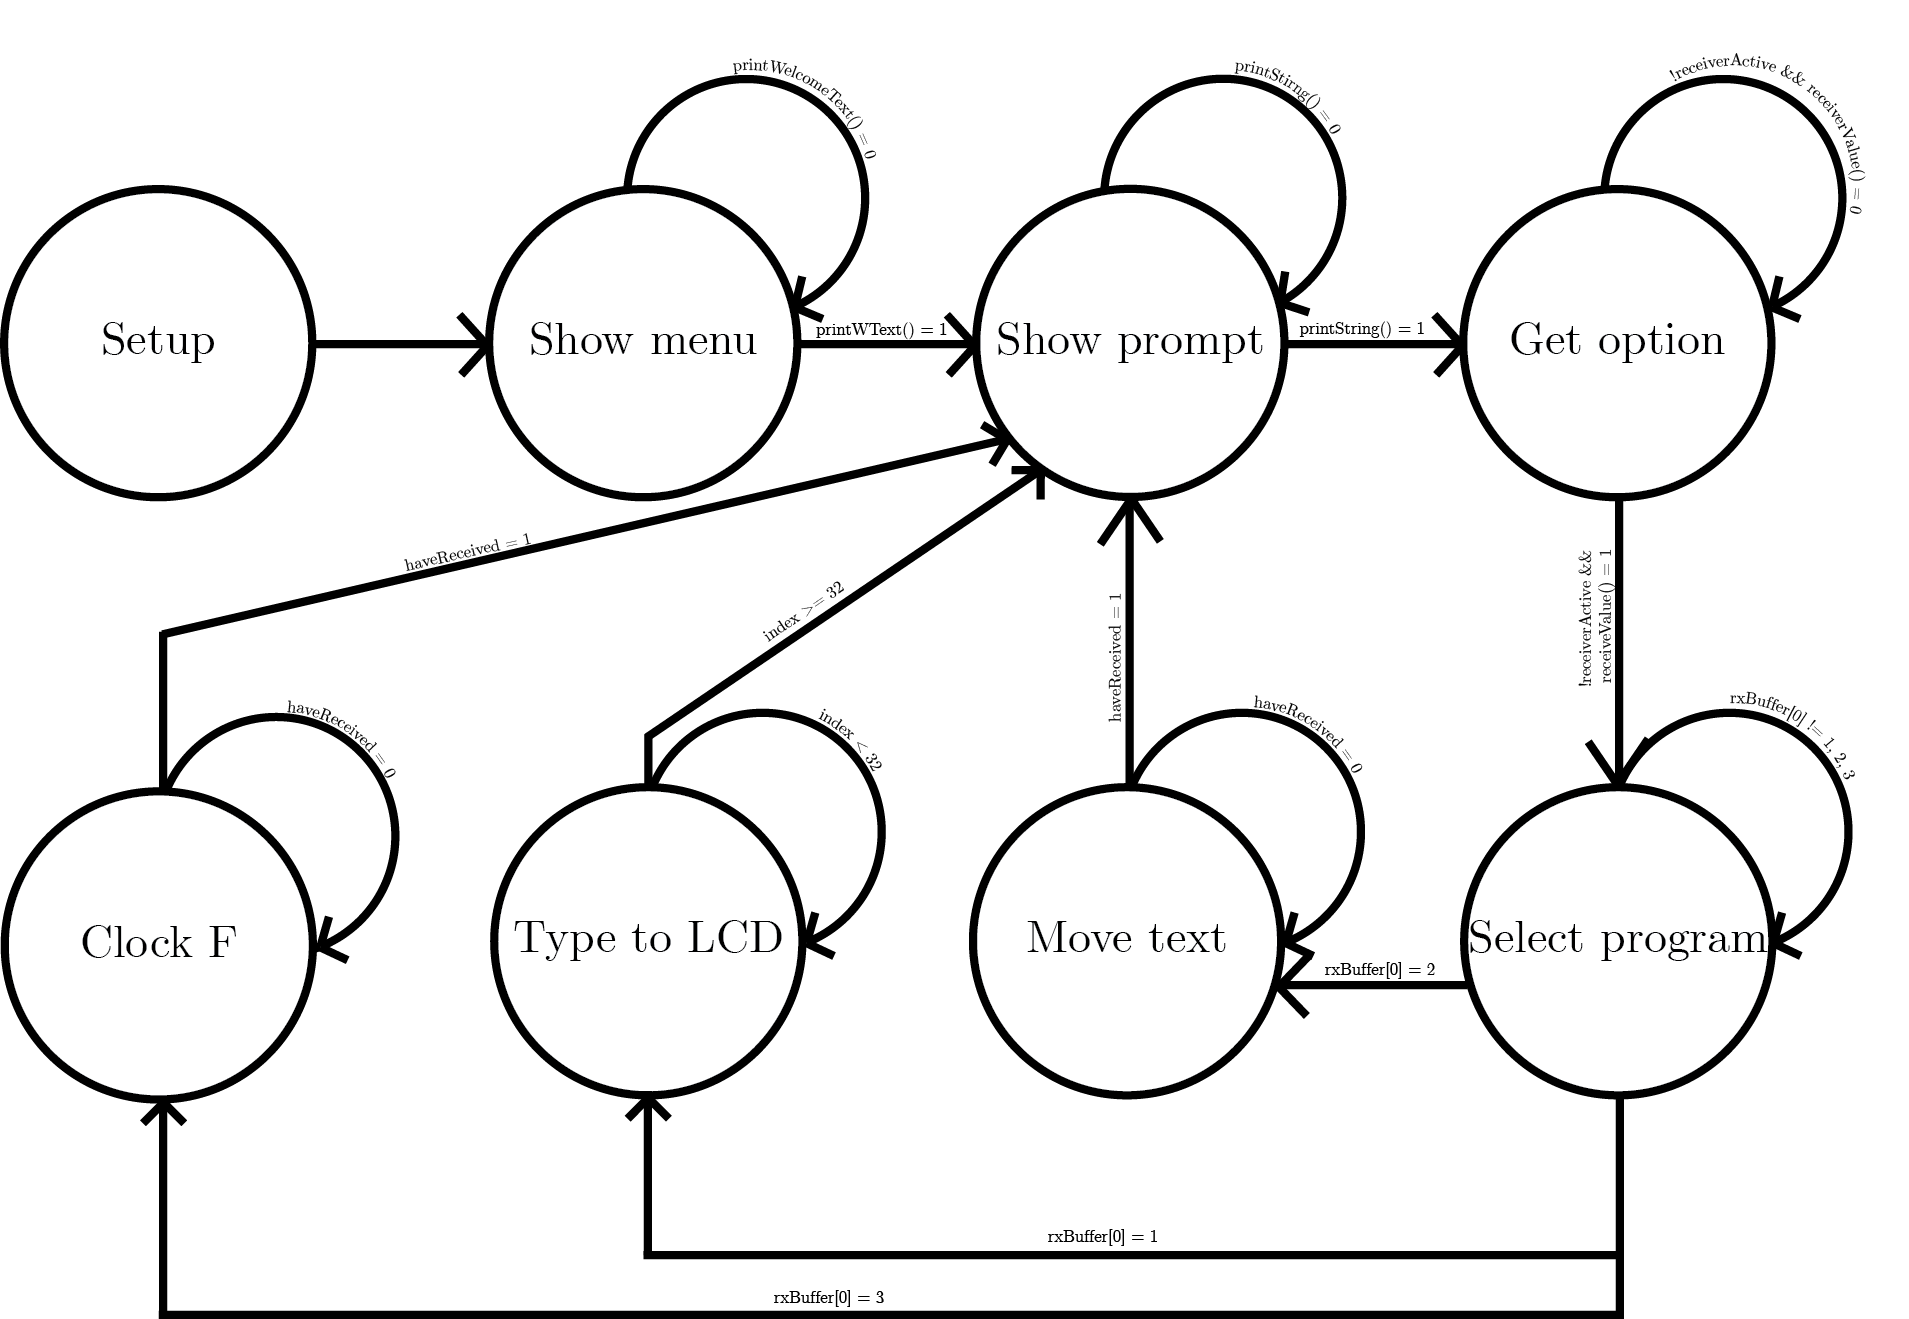 printWelcomeText() = 0
printStirng() = 0
!receiverActive && receiverValue() = 0
Setup
Show menu
printWText() = 1
Show prompt
printString() = 1
Get option
haveReceived = 1
index >= 32
haveReceived = 1
!receiverActive &&
receiveValue() = 1
haveReceived = 0
index < 32
haveReceived = 0
rxBuffer[0] != 1, 2, 3
Clock F
Type to LCD
Move text
rxBuffer[0] = 2
Select program
rxBuffer[0] = 1
rxBuffer[0] = 3